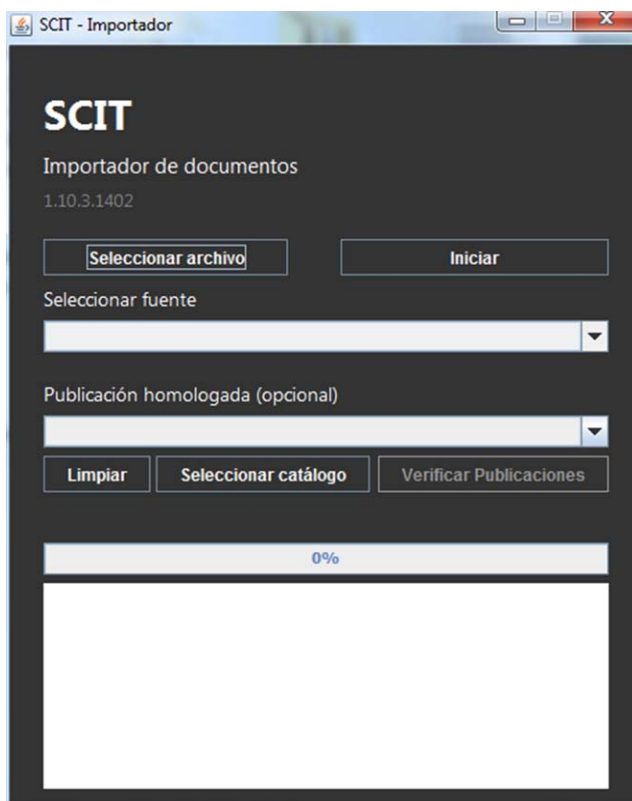 SCIT - Importador
SCIT
Importador de documentos
1.10.3.1402
Seleccionar archivo Iniciar
Seleccionar fuente
Publicación homologada (opcional)
Limpiar Seleccionar catálogo Verificar Publicaciones
0%